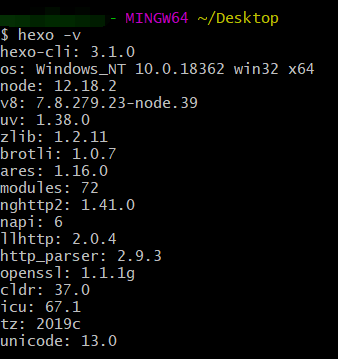 - MINGW64 ~/Desktop
$ hexo -v
hexo-cli: 3.1.0
os: Windows_NT 10.0.18362 win32 x64
node: 12.18.2
v8: 7.8.279.23-node.39
uv: 1.38.0
zlib: 1.2.11
brotli: 1.0.7
ares: 1.16.0
modules: 72
nghttp2: 1.41.0
napi: 6
llhttp: 2.0.4
http_parser: 2.9.3
openssl: 1.1.1g
cldr: 37.0
icu: 67.1
tz: 2019c
unicode: 13.0